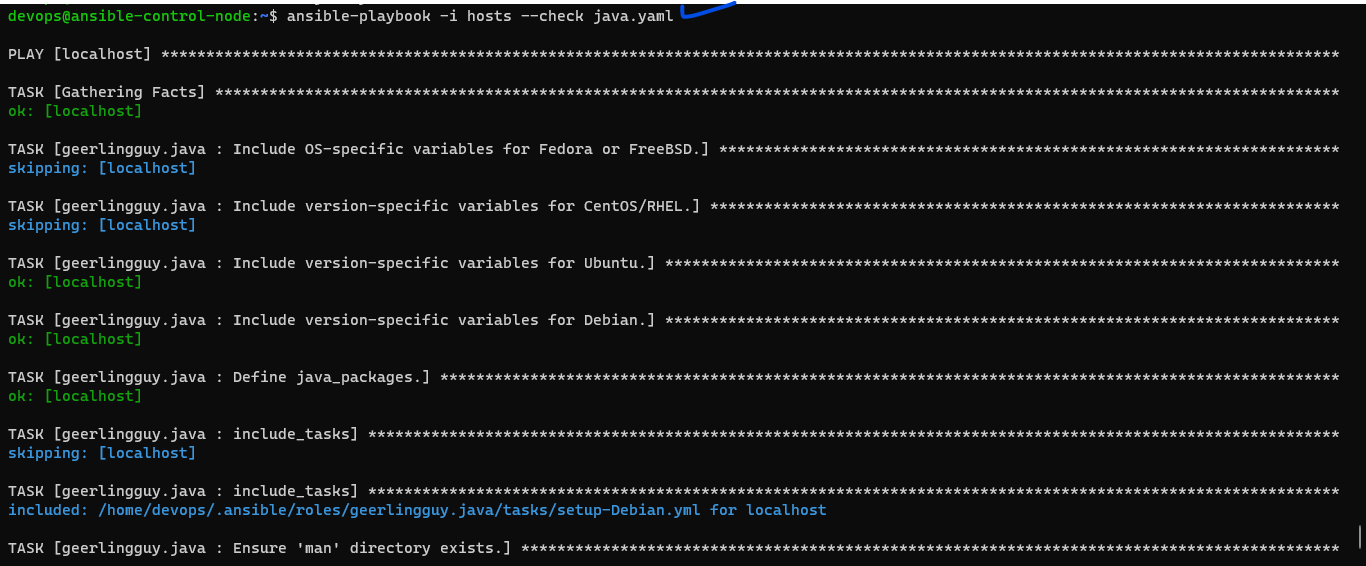 devops@ansible-control-node:~$ ansible-playbook -i hosts --check java.yaml
PLAY [localhost] ***********************************************************************************************************************************
TASK [Gathering Facts] *****************************************************************************************************************************
ok: [localhost]
TASK [geerlingguy.java : Include OS-specific variables for Fedora or FreeBSD.] *********************************************************************
skipping: [localhost]
TASK [geerlingguy.java : Include version-specific variables for CentOS/RHEL.] **********************************************************************
skipping: [localhost]
TASK [geerlingguy.java : Include version-specific variables for Ubuntu.] ***************************************************************************
ok: [localhost]
TASK [geerlingguy.java : Include version-specific variables for Debian.] ***************************************************************************
ok: [localhost]
TASK [geerlingguy.java : Define java_packages.] ****************************************************************************************************
ok: [localhost]
TASK [geerlingguy.java : include_tasks] ************************************************************************************************************
skipping: [localhost]
TASK [geerlingguy.java : include_tasks] ************************************************************************************************************
included: /home/devops/.ansible/roles/geerlingguy.java/tasks/setup-Debian.yml for localhost
TASK [geerlingguy.java : Ensure 'man' directory exists.] *******************************************************************************************